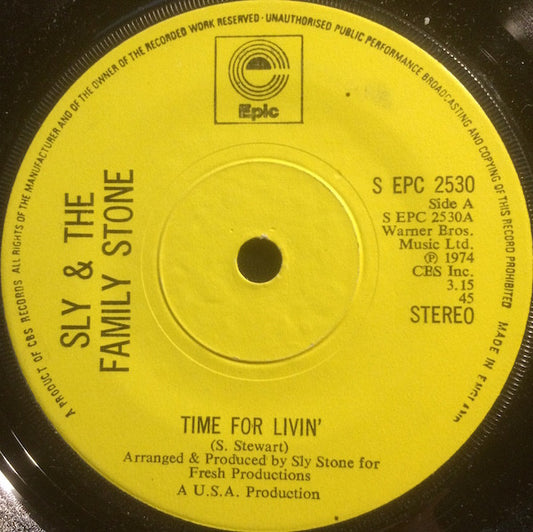 A PRODUCT OF CBS RECORDS ALL RIGHTS OF THE MANUFACTURER AND OF THE OWNER OF THE RECORDED WORK RESERVED · UNAUTHORISED PUBLIC PERFORMANCE BROADCASTING AND COPYING OF THIS RECORD PROHIBITED MADE IN ENGLAND
Epic
SLY & THE
FAMILY STONE
S EPC 2530
Side A
S EPC 2530A
Warner Bros.
Music Ltd.
℗ 1974
CBS Inc.
3.15
45
STEREO
TIME FOR LIVIN'
(S. Stewart)
Arranged & Produced by Sly Stone for
Fresh Productions
A U.S.A. Production